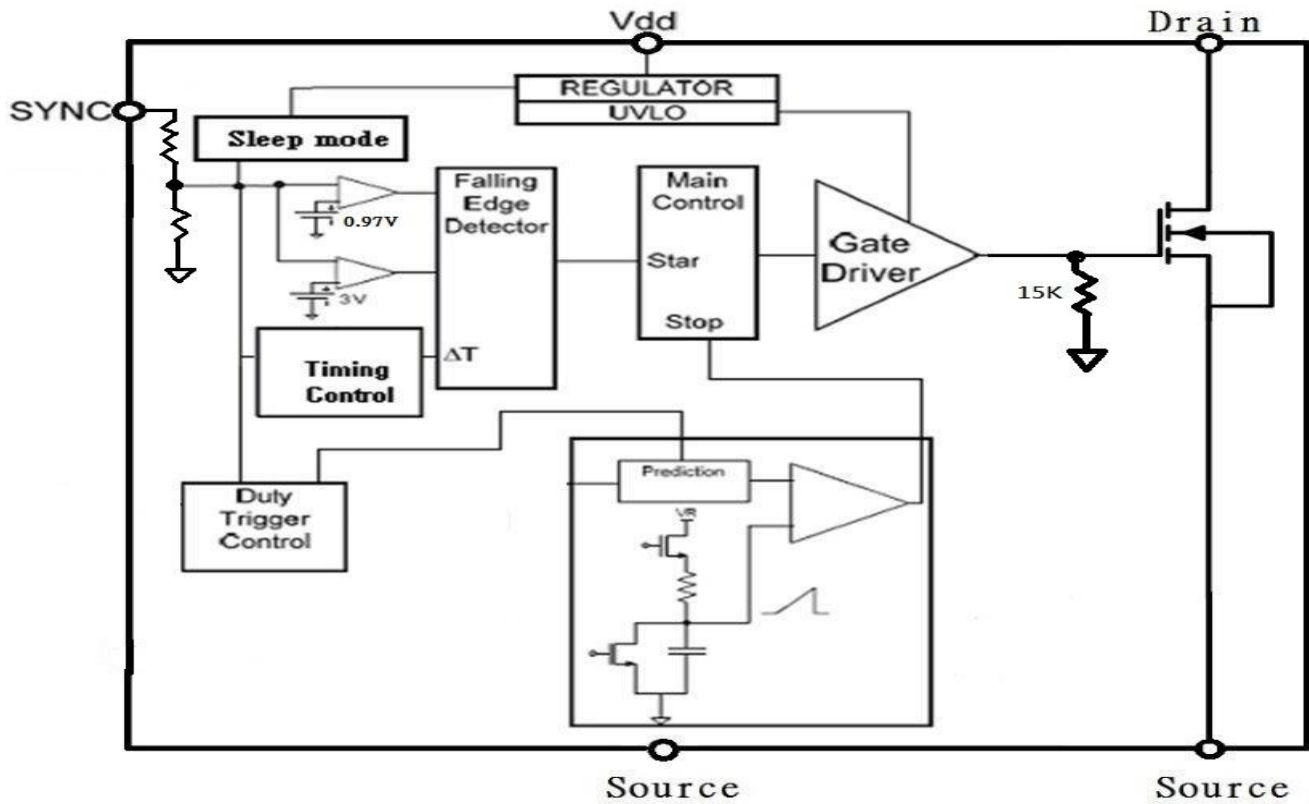 Vdd
Drain
SYNC
REGULATOR
UVLO
Sleep mode
Falling
Edge
Detector
0.97V
3V
Main
Control
Star
Stop
Gate
Driver
15K
Timing
Control
ΔT
Duty
Trigger
Control
Prediction
VR
Source
Source